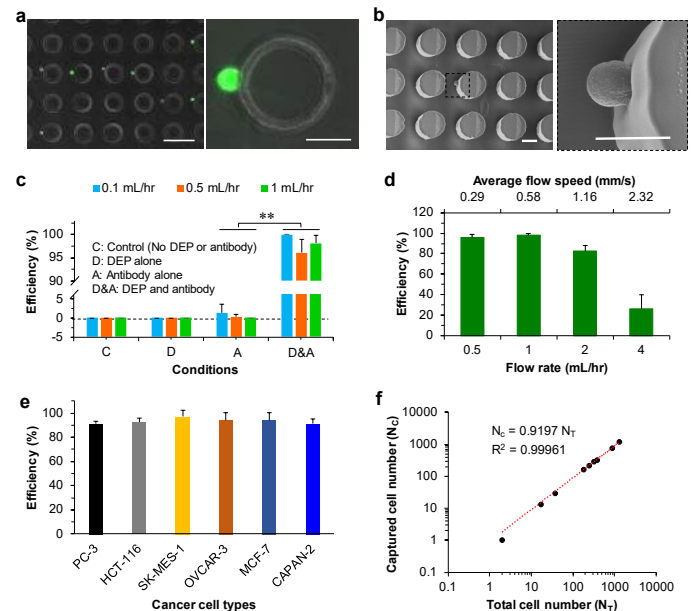 a
b
c
0.1 mL/hr
0.5 mL/hr
1 mL/hr
**
Efficiency (%)
100
95
90
5
0
-5
C: Control (No DEP or antibody)
D: DEP alone
A: Antibody alone
D&A: DEP and antibody
C
D
A
D&A
Conditions
d
Average flow speed (mm/s)
0.29
0.58
1.16
2.32
Efficiency (%)
120
100
80
60
40
20
0
0.5
1
2
4
Flow rate (mL/hr)
e
Efficiency (%)
120
100
80
60
40
20
0
PC-3
HCT-116
SK-MES-1
OVCAR-3
MCF-7
CAPAN-2
Cancer cell types
f
Captured cell number (NC)
10000
1000
100
10
1
0.1
Nc = 0.9197 NT
R² = 0.99961
0.1
1
10
100
1000
10000
Total cell number (NT)